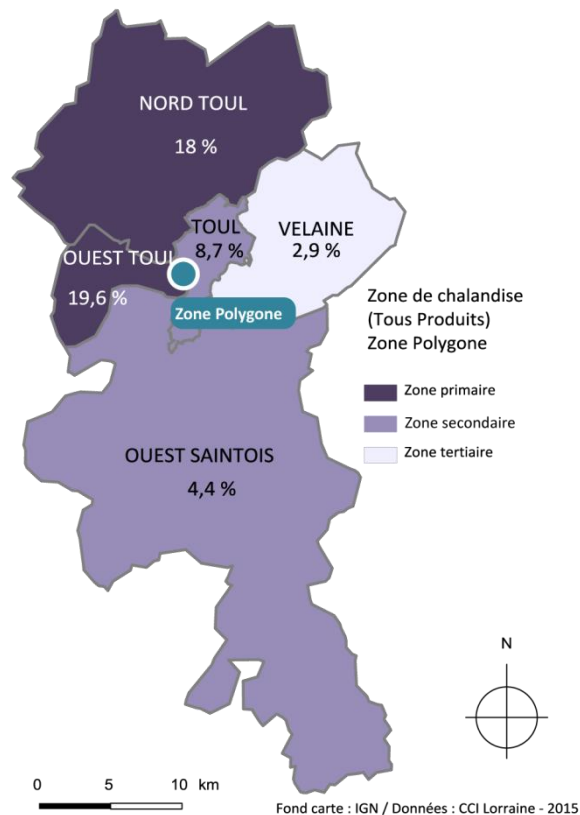 NORD TOUL
18 %
TOUL
8,7 %
VELAINE
2,9 %
OUEST TOUL
19,6 %
Zone Polygone
Zone de chalandise
(Tous Produits)
Zone Polygone
Zone primaire
Zone secondaire
Zone tertiaire
OUEST SAINTOIS
4,4 %
N
0 5 10 km
Fond carte : IGN / Données : CCI Lorraine - 2015